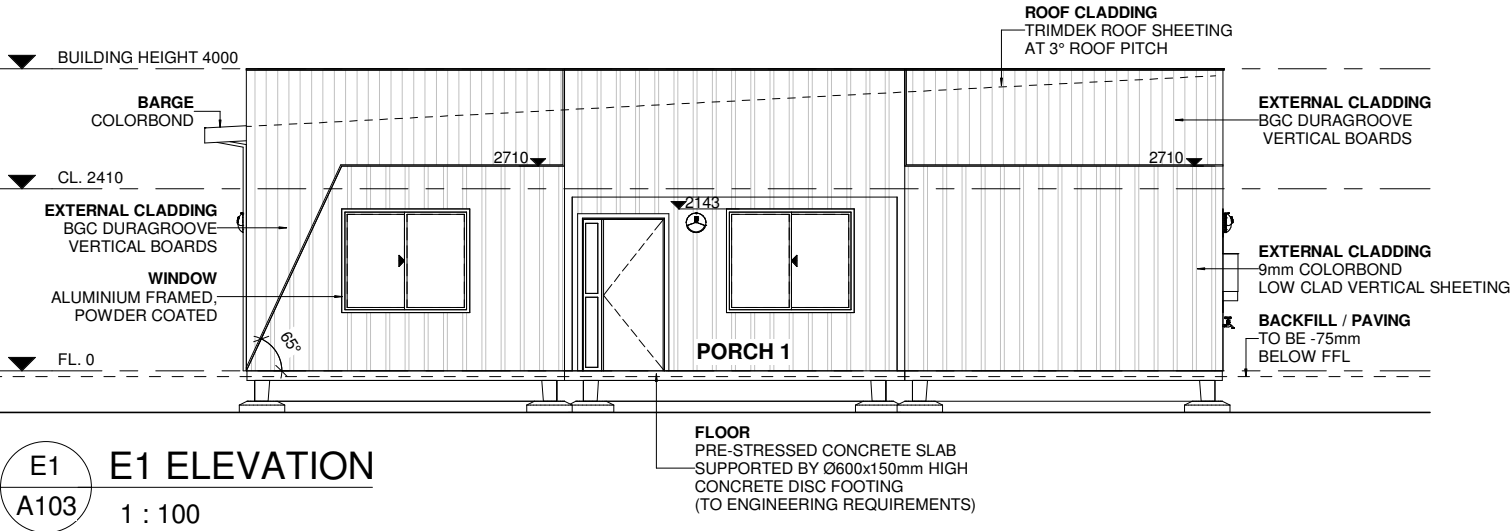 ROOF CLADDING
TRIMDEK ROOF SHEETING
AT 3° ROOF PITCH
BUILDING HEIGHT 4000
BARGE
COLORBOND
EXTERNAL CLADDING
BGC DURAGROOVE
VERTICAL BOARDS
2710
2710
CL. 2410
2143
EXTERNAL CLADDING
BGC DURAGROOVE
VERTICAL BOARDS
WINDOW
ALUMINIUM FRAMED,
POWDER COATED
EXTERNAL CLADDING
9mm COLORBOND
LOW CLAD VERTICAL SHEETING
65°
PORCH 1
BACKFILL / PAVING
TO BE -75mm
BELOW FFL
FL. 0
FLOOR
PRE-STRESSED CONCRETE SLAB
SUPPORTED BY Ø600x150mm HIGH
CONCRETE DISC FOOTING
(TO ENGINEERING REQUIREMENTS)
E1
A103
E1 ELEVATION
1 : 100